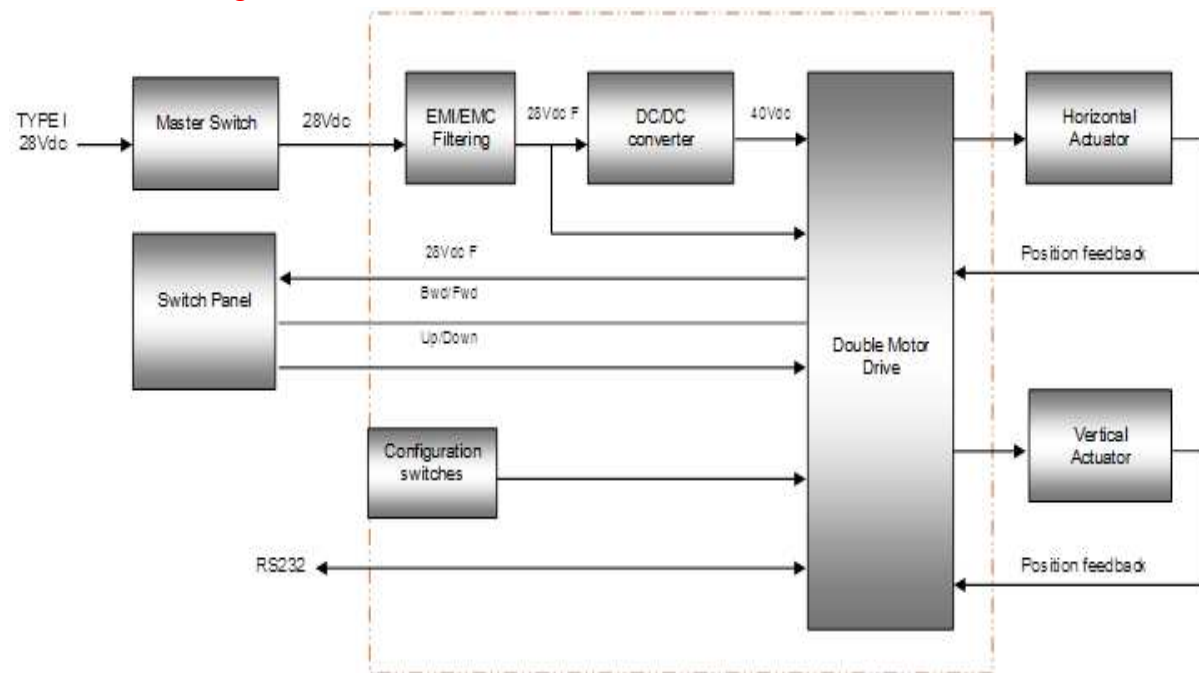 TYPE I
28Vdc
Master Switch
28Vdc
EMI/EMC
Filtering
28Vdc F
DC/DC
converter
40Vdc
Horizontal
Actuator
Switch Panel
28Vdc F
Bwd/Fwd
Up/Down
Double Motor
Drive
Position feedback
Configuration
switches
Vertical
Actuator
RS232
Position feedback